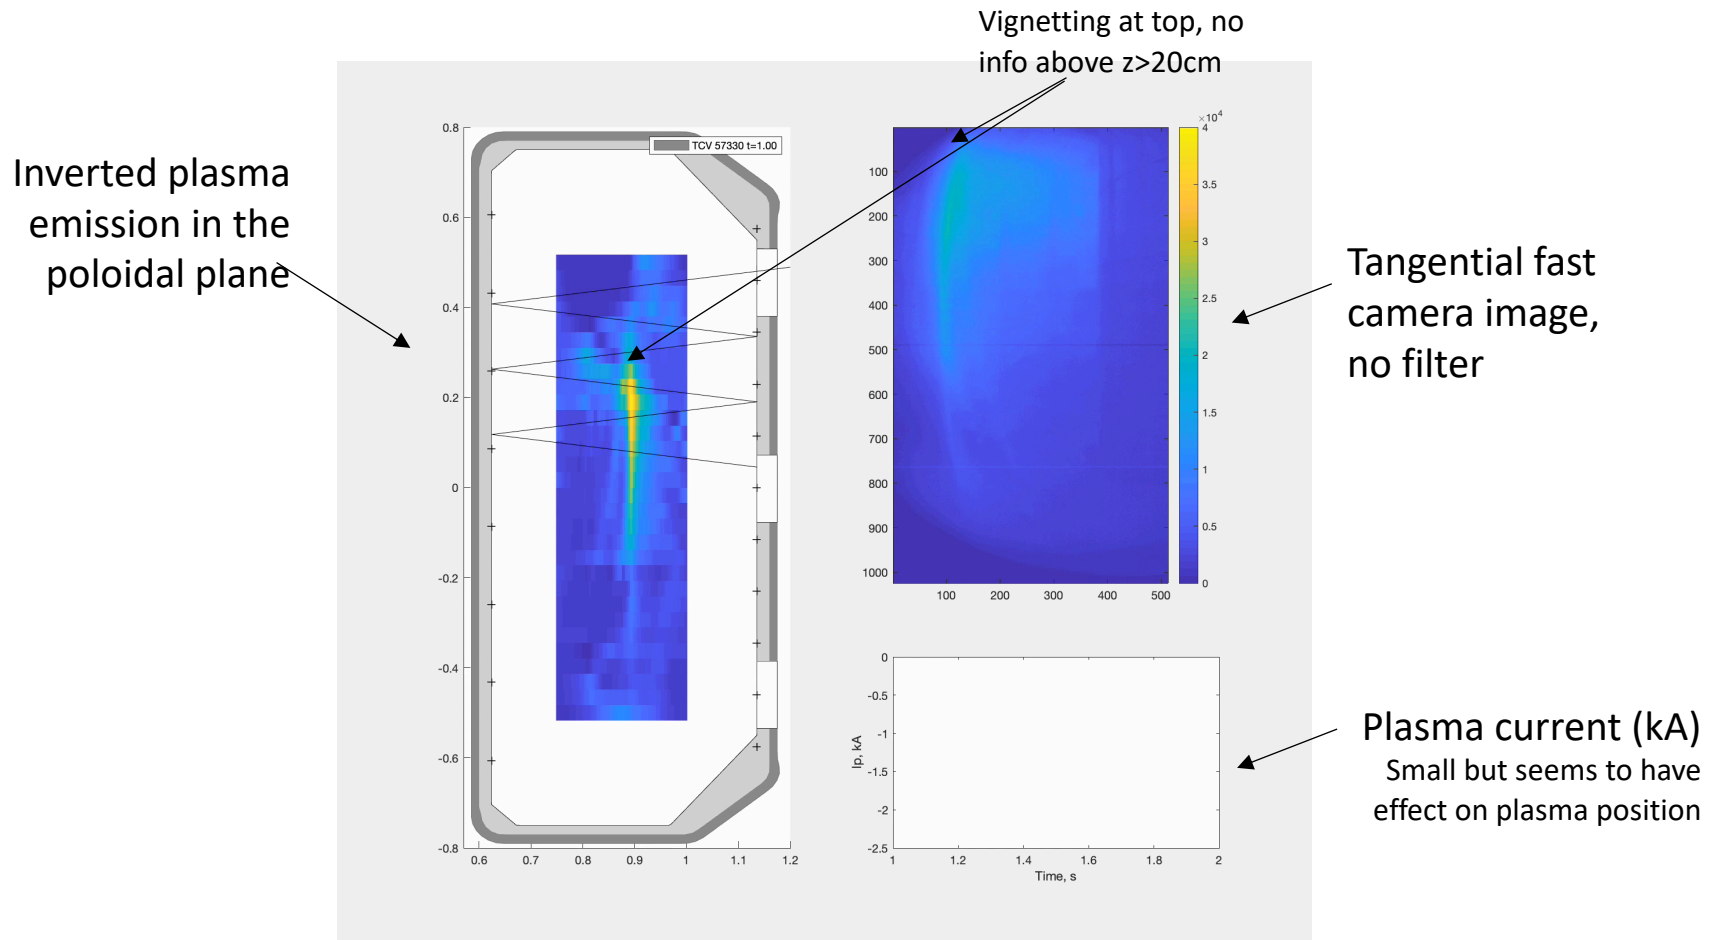 Vignetting at top, no
info above z>20cm
Inverted plasma
emission in the
poloidal plane
TCV 57330 t=1.00
0.8
0.6
0.4
0.2
0
-0.2
-0.4
-0.6
-0.8
0.6 0.7 0.8 0.9 1 1.1 1.2
×10⁴
4
3.5
3
2.5
2
1.5
1
0.5
0
100
200
300
400
500
600
700
800
900
1000
100 200 300 400 500
Tangential fast
camera image,
no filter
Ip, kA
0
-0.5
-1
-1.5
-2
-2.5
1 1.2 1.4 1.6 1.8 2
Time, s
Plasma current (kA)
Small but seems to have
effect on plasma position